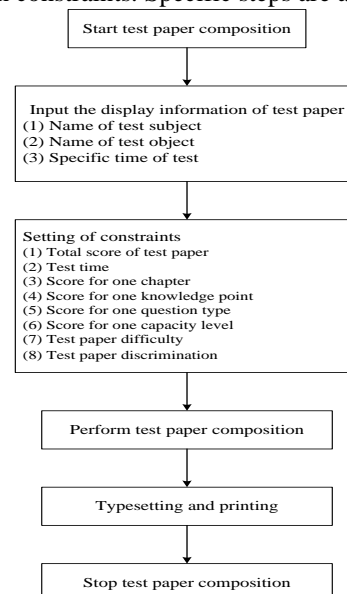 constraints. Specific steps are
Start test paper composition
Input the display information of test paper
(1) Name of test subject
(2) Name of test object
(3) Specific time of test
Setting of constraints
(1) Total score of test paper
(2) Test time
(3) Score for one chapter
(4) Score for one knowledge point
(5) Score for one question type
(6) Score for one capacity level
(7) Test paper difficulty
(8) Test paper discrimination
Perform test paper composition
Typesetting and printing
Stop test paper composition